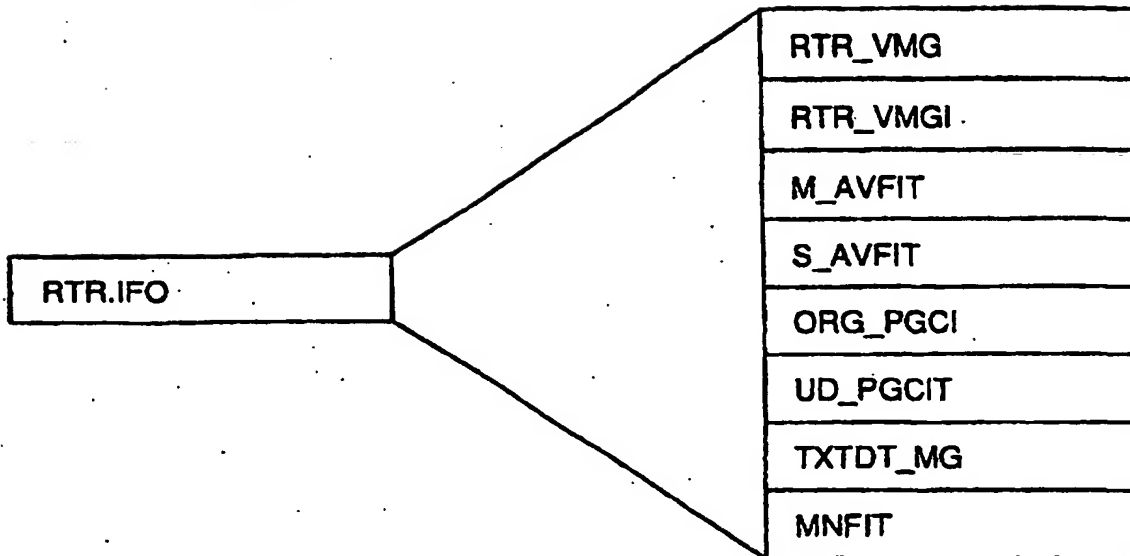 RTR.IFO
RTR_VMG
RTR_VMGI
M_AVFIT
S_AVFIT
ORG_PGCI
UD_PGCIT
TXTDT_MG
MNFIT